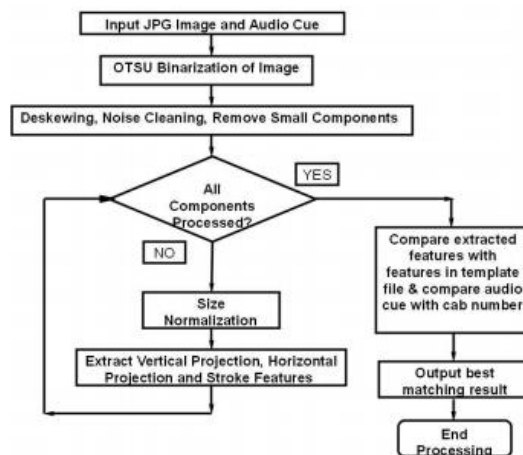 Input JPG Image and Audio Cue
OTSU Binarization of Image
Deskewing, Noise Cleaning, Remove Small Components
All
Components
Processed?
YES
NO
Size
Normalization
Extract Vertical Projection, Horizontal
Projection and Stroke Features
Compare extracted
features with
features in template
file & compare audio
cue with cab number
Output best
matching result
End
Processing